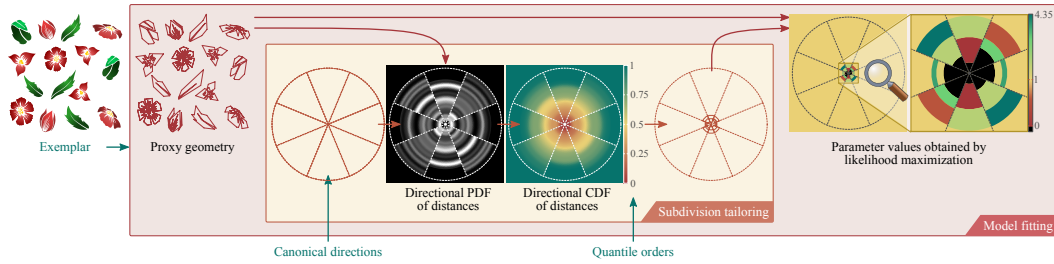 Exemplar
Proxy geometry
Directional PDF
of distances
Directional CDF
of distances
1
0.75
0.5
0.25
0
Subdivision tailoring
Parameter values obtained by
likelihood maximization
4.35
1
0
Model fitting
Canonical directions
Quantile orders